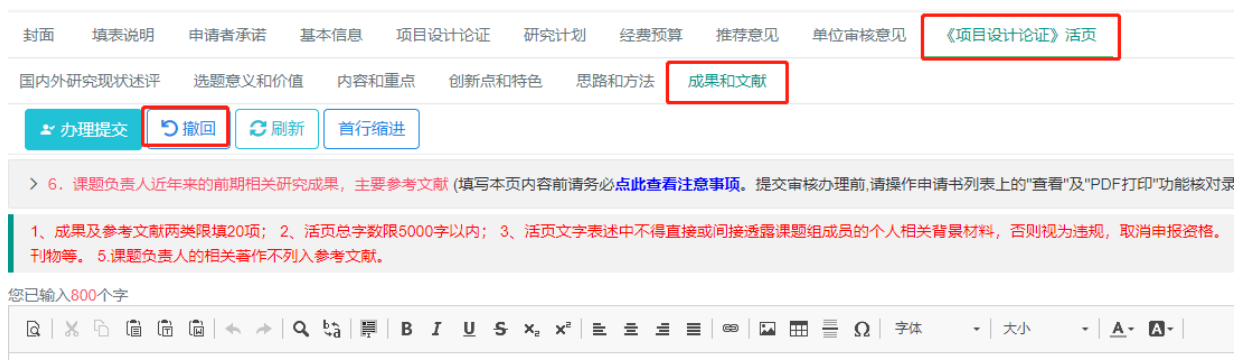 封面 填表说明 申请者承诺 基本信息 项目设计论证 研究计划 经费预算 推荐意见 单位审核意见 《项目设计论证》活页
国内外研究现状述评 选题意义和价值 内容和重点 创新点和特色 思路和方法 成果和文献
办理提交 撤回 刷新 首行缩进
> 6. 课题负责人近年来的前期相关研究成果，主要参考文献 (填写本页内容前请务必点此查看注意事项。提交审核办理前,请操作申请书列表上的"查看"及"PDF打印"功能核对录
1、成果及参考文献两类限填20项； 2、活页总字数限5000字以内； 3、活页文字表述中不得直接或间接透露课题组成员的个人相关背景材料，否则视为违规，取消申报资格。
刊物等。 5.课题负责人的相关著作不列入参考文献。
您已输入800个字
B I U S x₂ x² Ω 字体 大小 A A